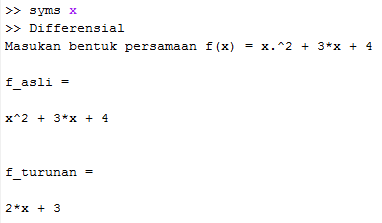 >> syms x
>> Differensial
Masukan bentuk persamaan f(x) = x.^2 + 3*x + 4
f_asli =
x^2 + 3*x + 4
f_turunan =
2*x + 3